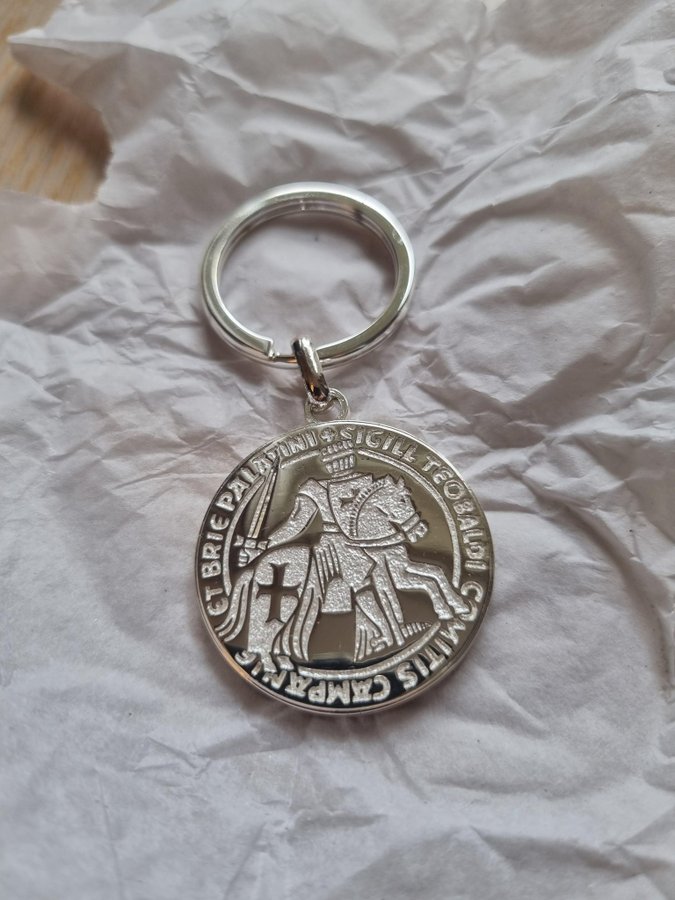 + SIGILL TEOBALDI COMITIS CAMPANIE ET BRIE PALATINI